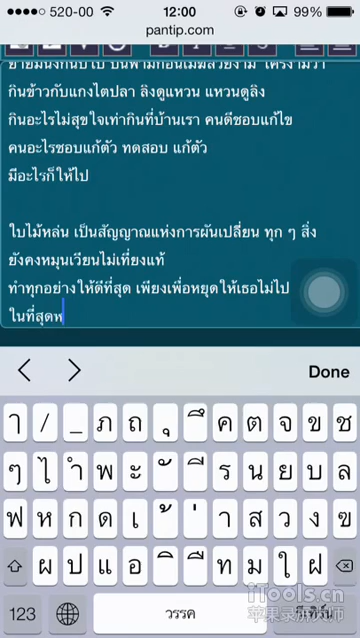 520-00 12:00 99%
pantip.com
กินข้าวกับแกงไตปลา ลิงดูแหวน แหวนดูลิง
กินอะไรไม่สุขใจเท่ากินที่บ้านเรา คนดีชอบแก้ไข
คนอะไรชอบแก้ตัว ทดสอบ แก้ตัว
มีอะไรก็ให้ไป
ใบไม้หล่น เป็นสัญญาณแห่งการผันเปลี่ยน ทุก ๆ สิ่ง
ยังคงหมุนเวียนไม่เที่ยงแท้
ทำทุกอย่างให้ดีที่สุด เพียงเพื่อหยุดให้เธอไม่ไป
ในที่สุดพ
Done
ๅ / _ ภ ถ ุ ึ ค ต จ ข ช
ๆ ไ ำ พ ะ ั ี ร น ย บ ล
ฟ ห ก ด เ ้ ่ า ส ว ง ฃ
ผ ป แ อ ิ ื ท ม ใ ฝ
123 วรรค รีเทิร์น
iTools.cn
苹果录屏大师